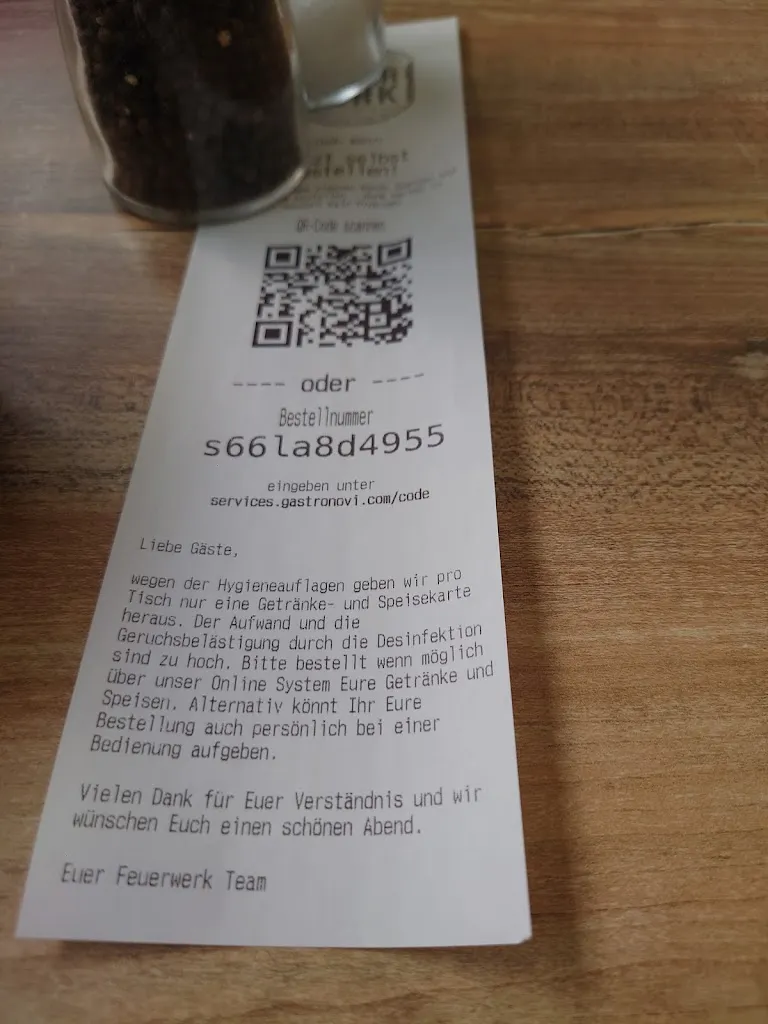 selbst
QR-Code scannen
---- oder ----
Bestellnummer
s66la8d4955
eingeben unter
services.gastronovi.com/code
Liebe Gäste,
wegen der Hygieneauflagen geben wir pro
Tisch nur eine Getränke- und Speisekarte
heraus. Der Aufwand und die
Geruchsbelästigung durch die Desinfektion
sind zu hoch. Bitte bestellt wenn möglich
über unser Online System Eure Getränke und
Speisen. Alternativ könnt Ihr Eure
Bestellung auch persönlich bei einer
Bedienung aufgeben.
Vielen Dank für Euer Verständnis und wir
wünschen Euch einen schönen Abend.
Euer Feuerwerk Team